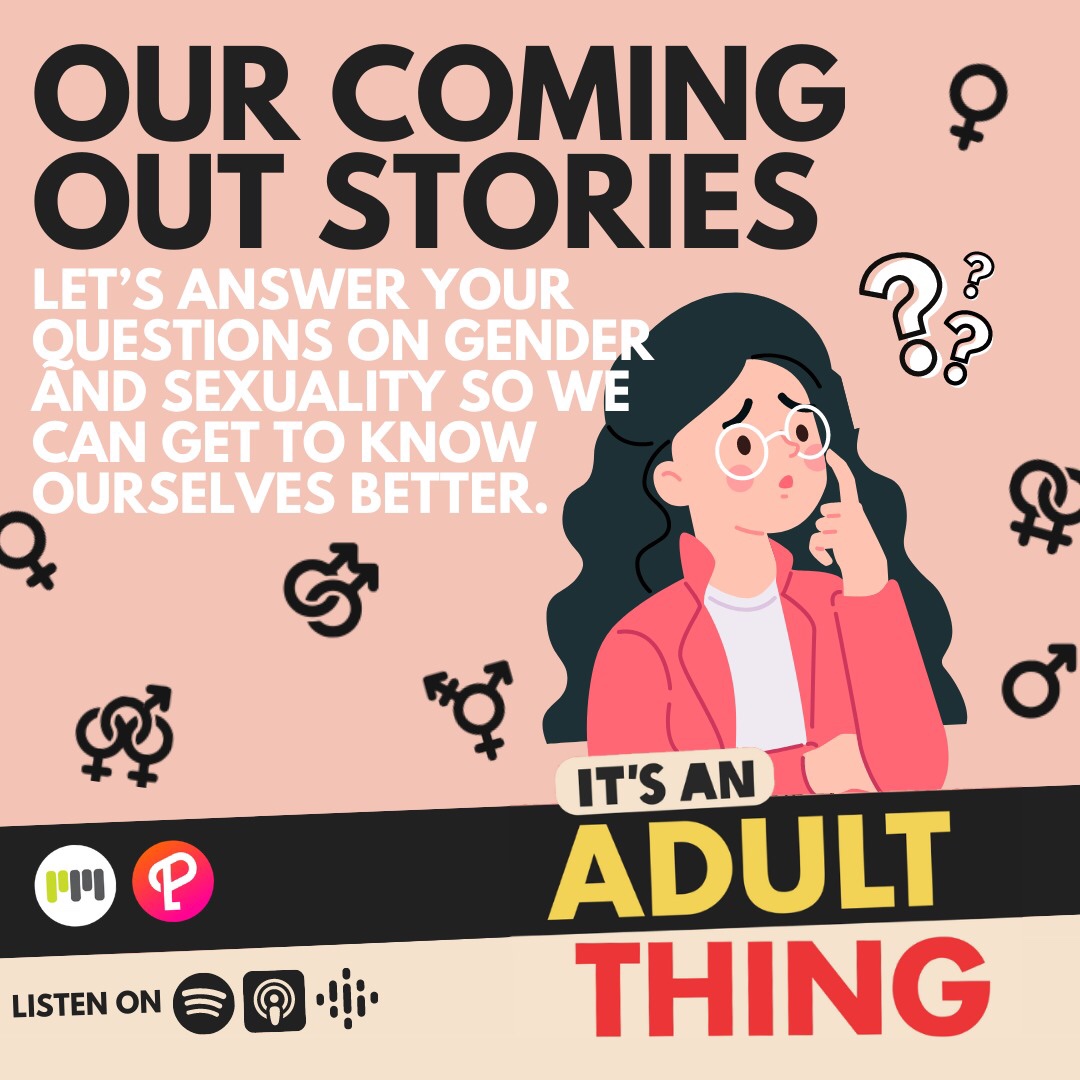 OUR COMING
OUT STORIES
LET’S ANSWER YOUR
QUESTIONS ON GENDER
AND SEXUALITY SO WE
CAN GET TO KNOW
OURSELVES BETTER.
IT'S AN
ADULT
THING
LISTEN ON